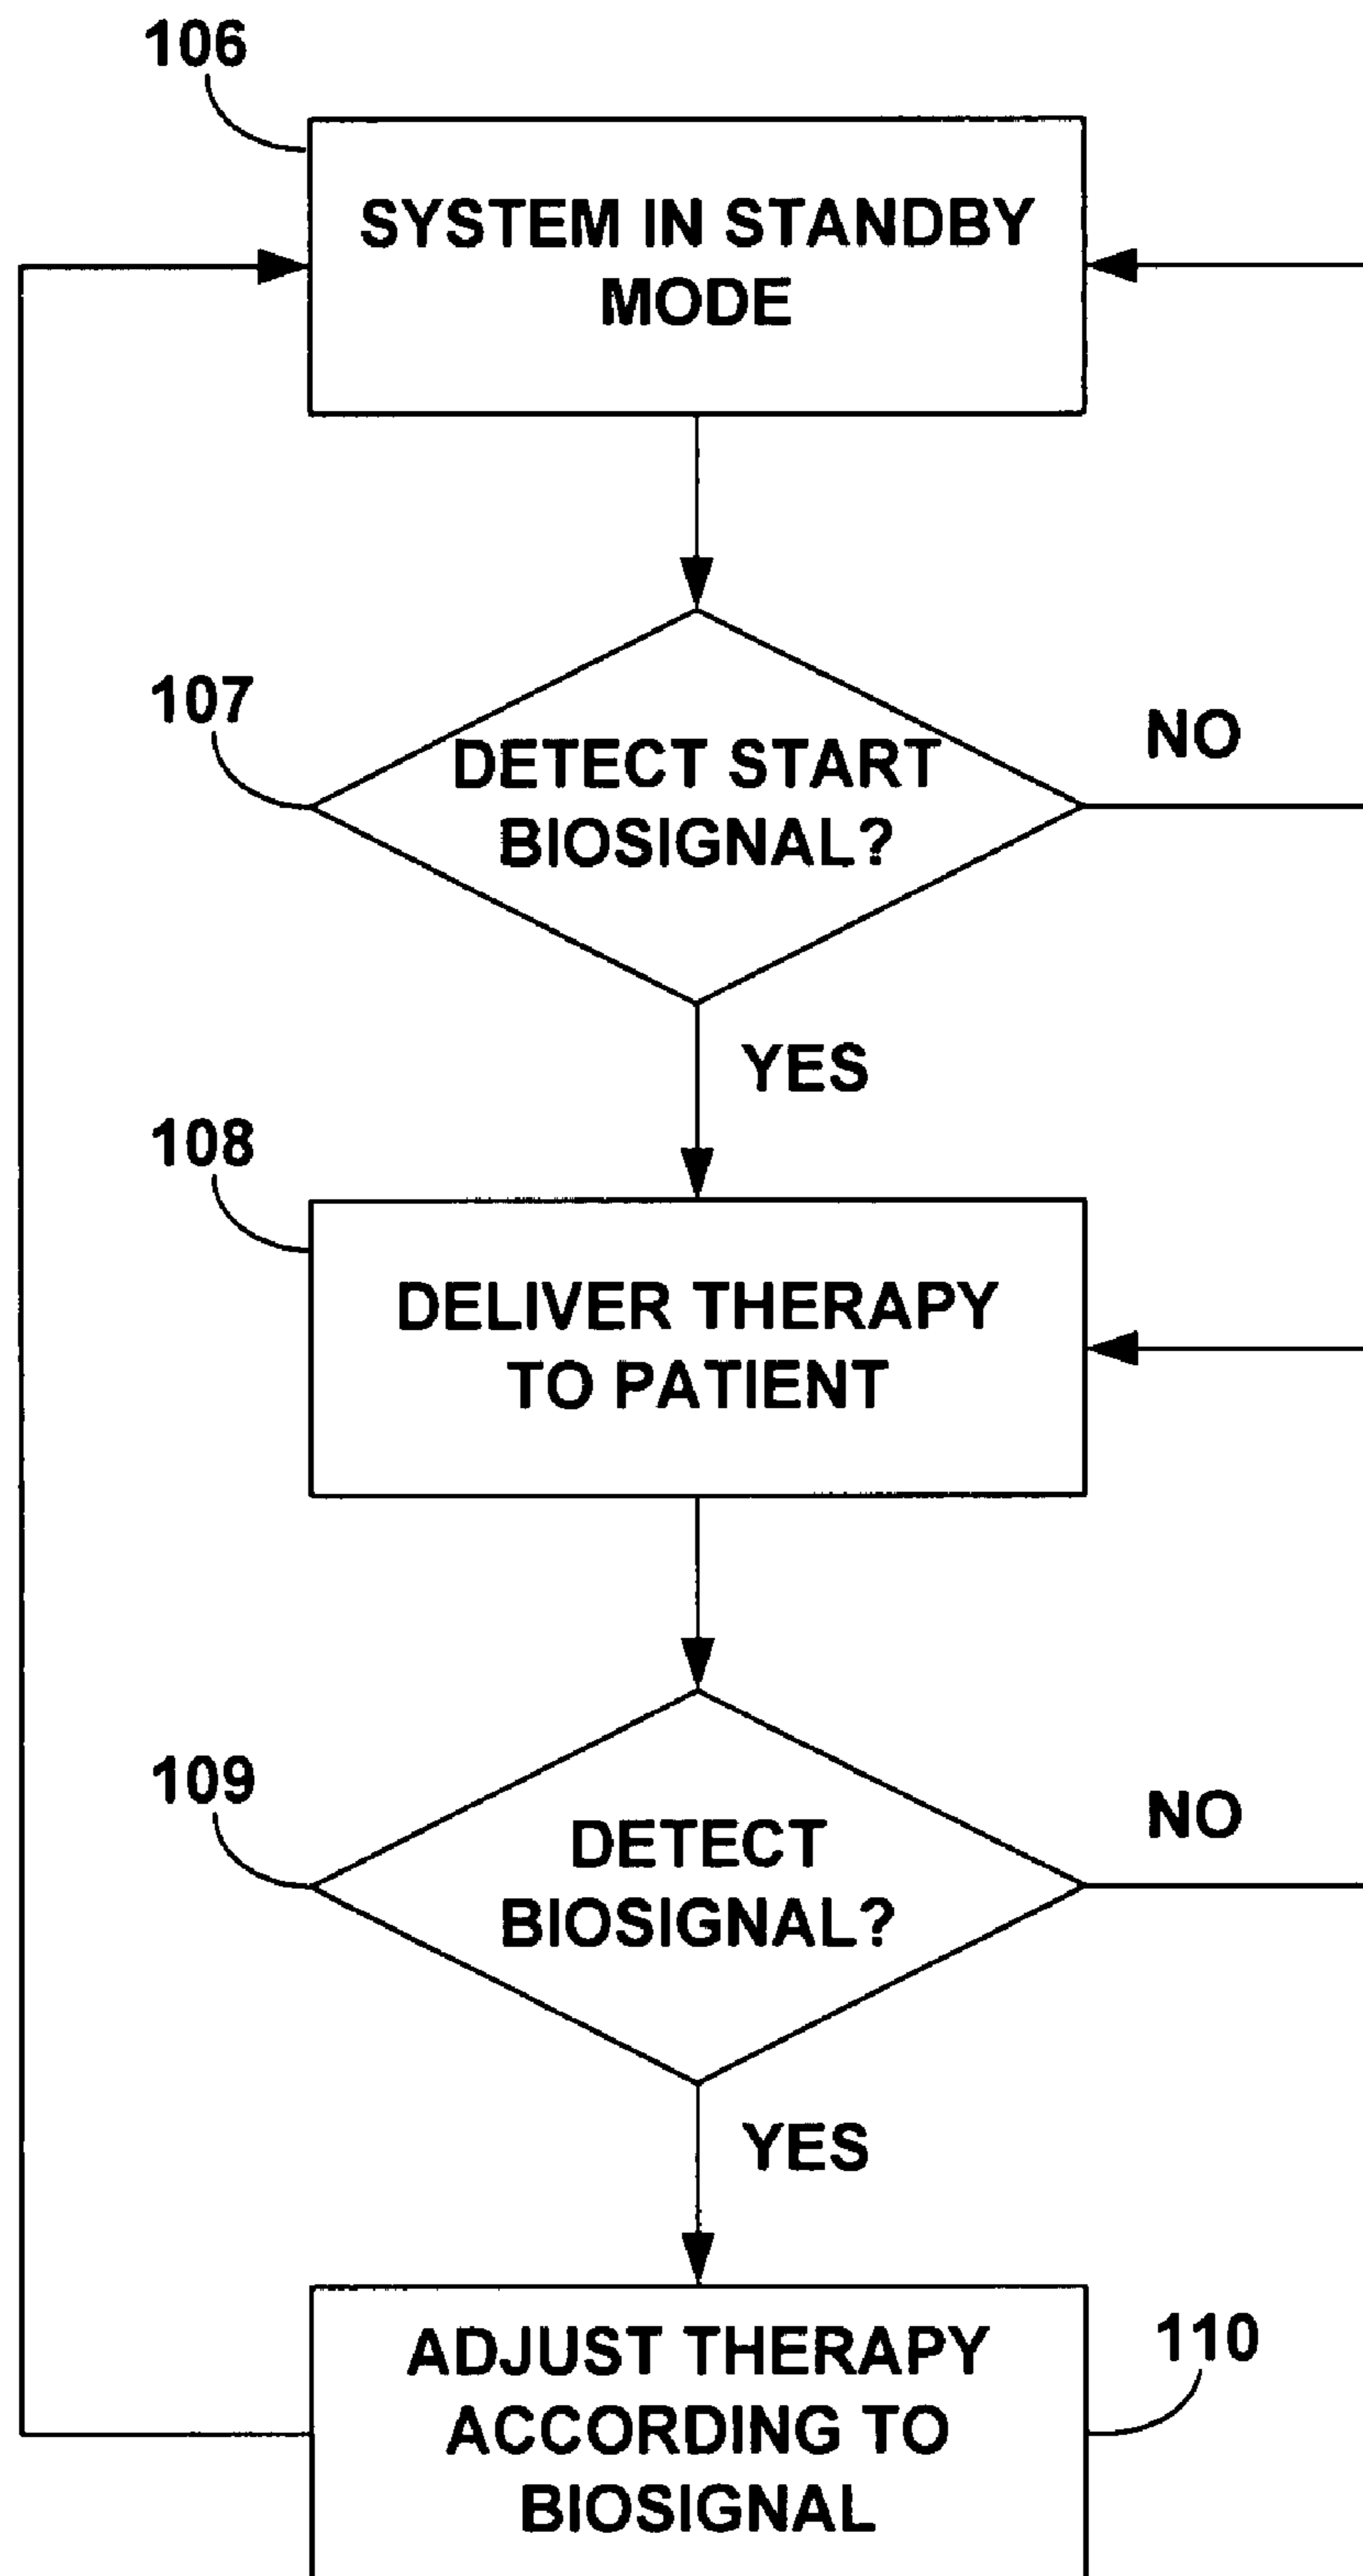 106
SYSTEM IN STANDBY
MODE
107
DETECT START
BIOSIGNAL?
NO
YES
108
DELIVER THERAPY
TO PATIENT
109
DETECT
BIOSIGNAL?
NO
YES
110
ADJUST THERAPY
ACCORDING TO
BIOSIGNAL